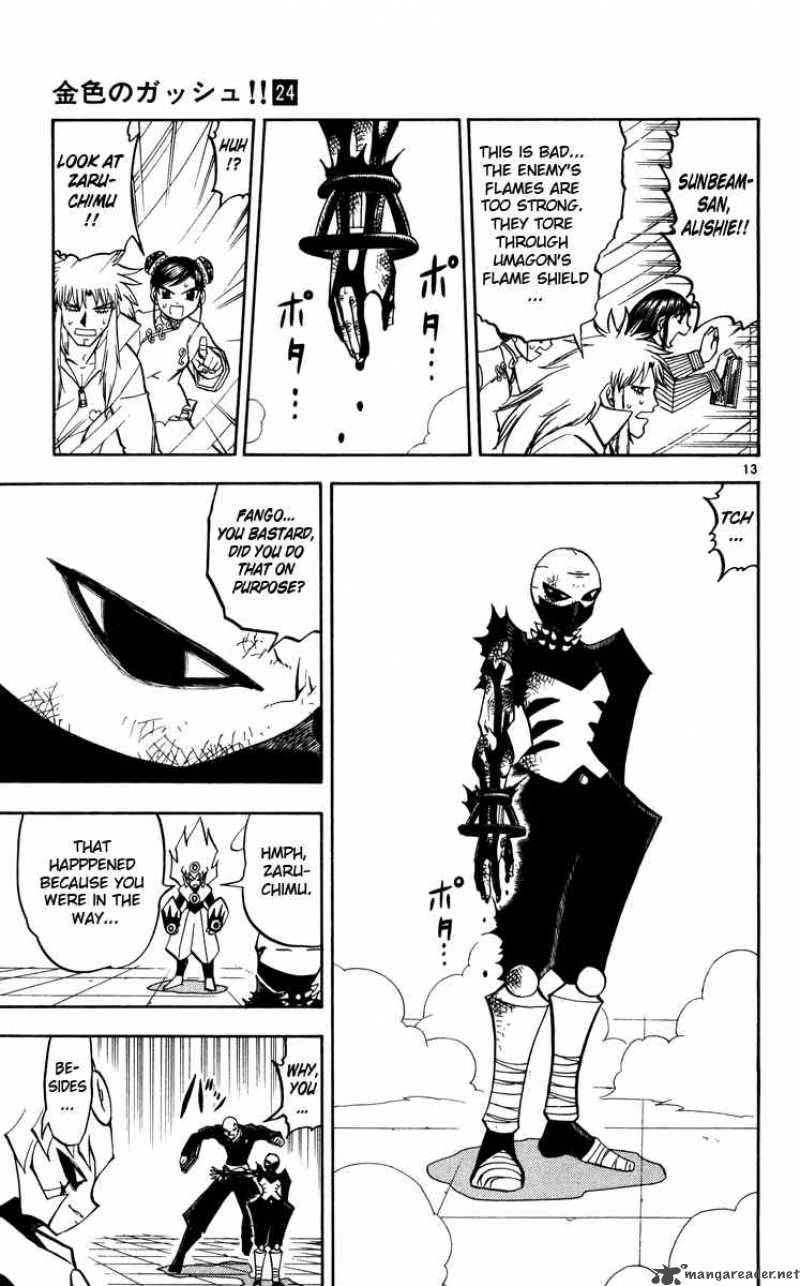 金色のガッシュ!! 24
SUNBEAM-
SAN,
ALISHIE!!
THIS IS BAD...
THE ENEMY'S
FLAMES ARE
TOO STRONG.
THEY TORE
THROUGH
UMAGON'S
FLAME SHIELD
...
ポタ…
ポタ…
HUH
!?
LOOK AT
ZARU-
CHIMU
!!
13
TCH
...
ポタ…
FANGO...
YOU BASTARD,
DID YOU DO
THAT ON
PURPOSE?
HMPH,
ZARU-
CHIMU.
THAT
HAPPPENED
BECAUSE YOU
WERE IN THE
WAY...
WHY,
YOU
...
BE-
SIDES
...
mangareader.net